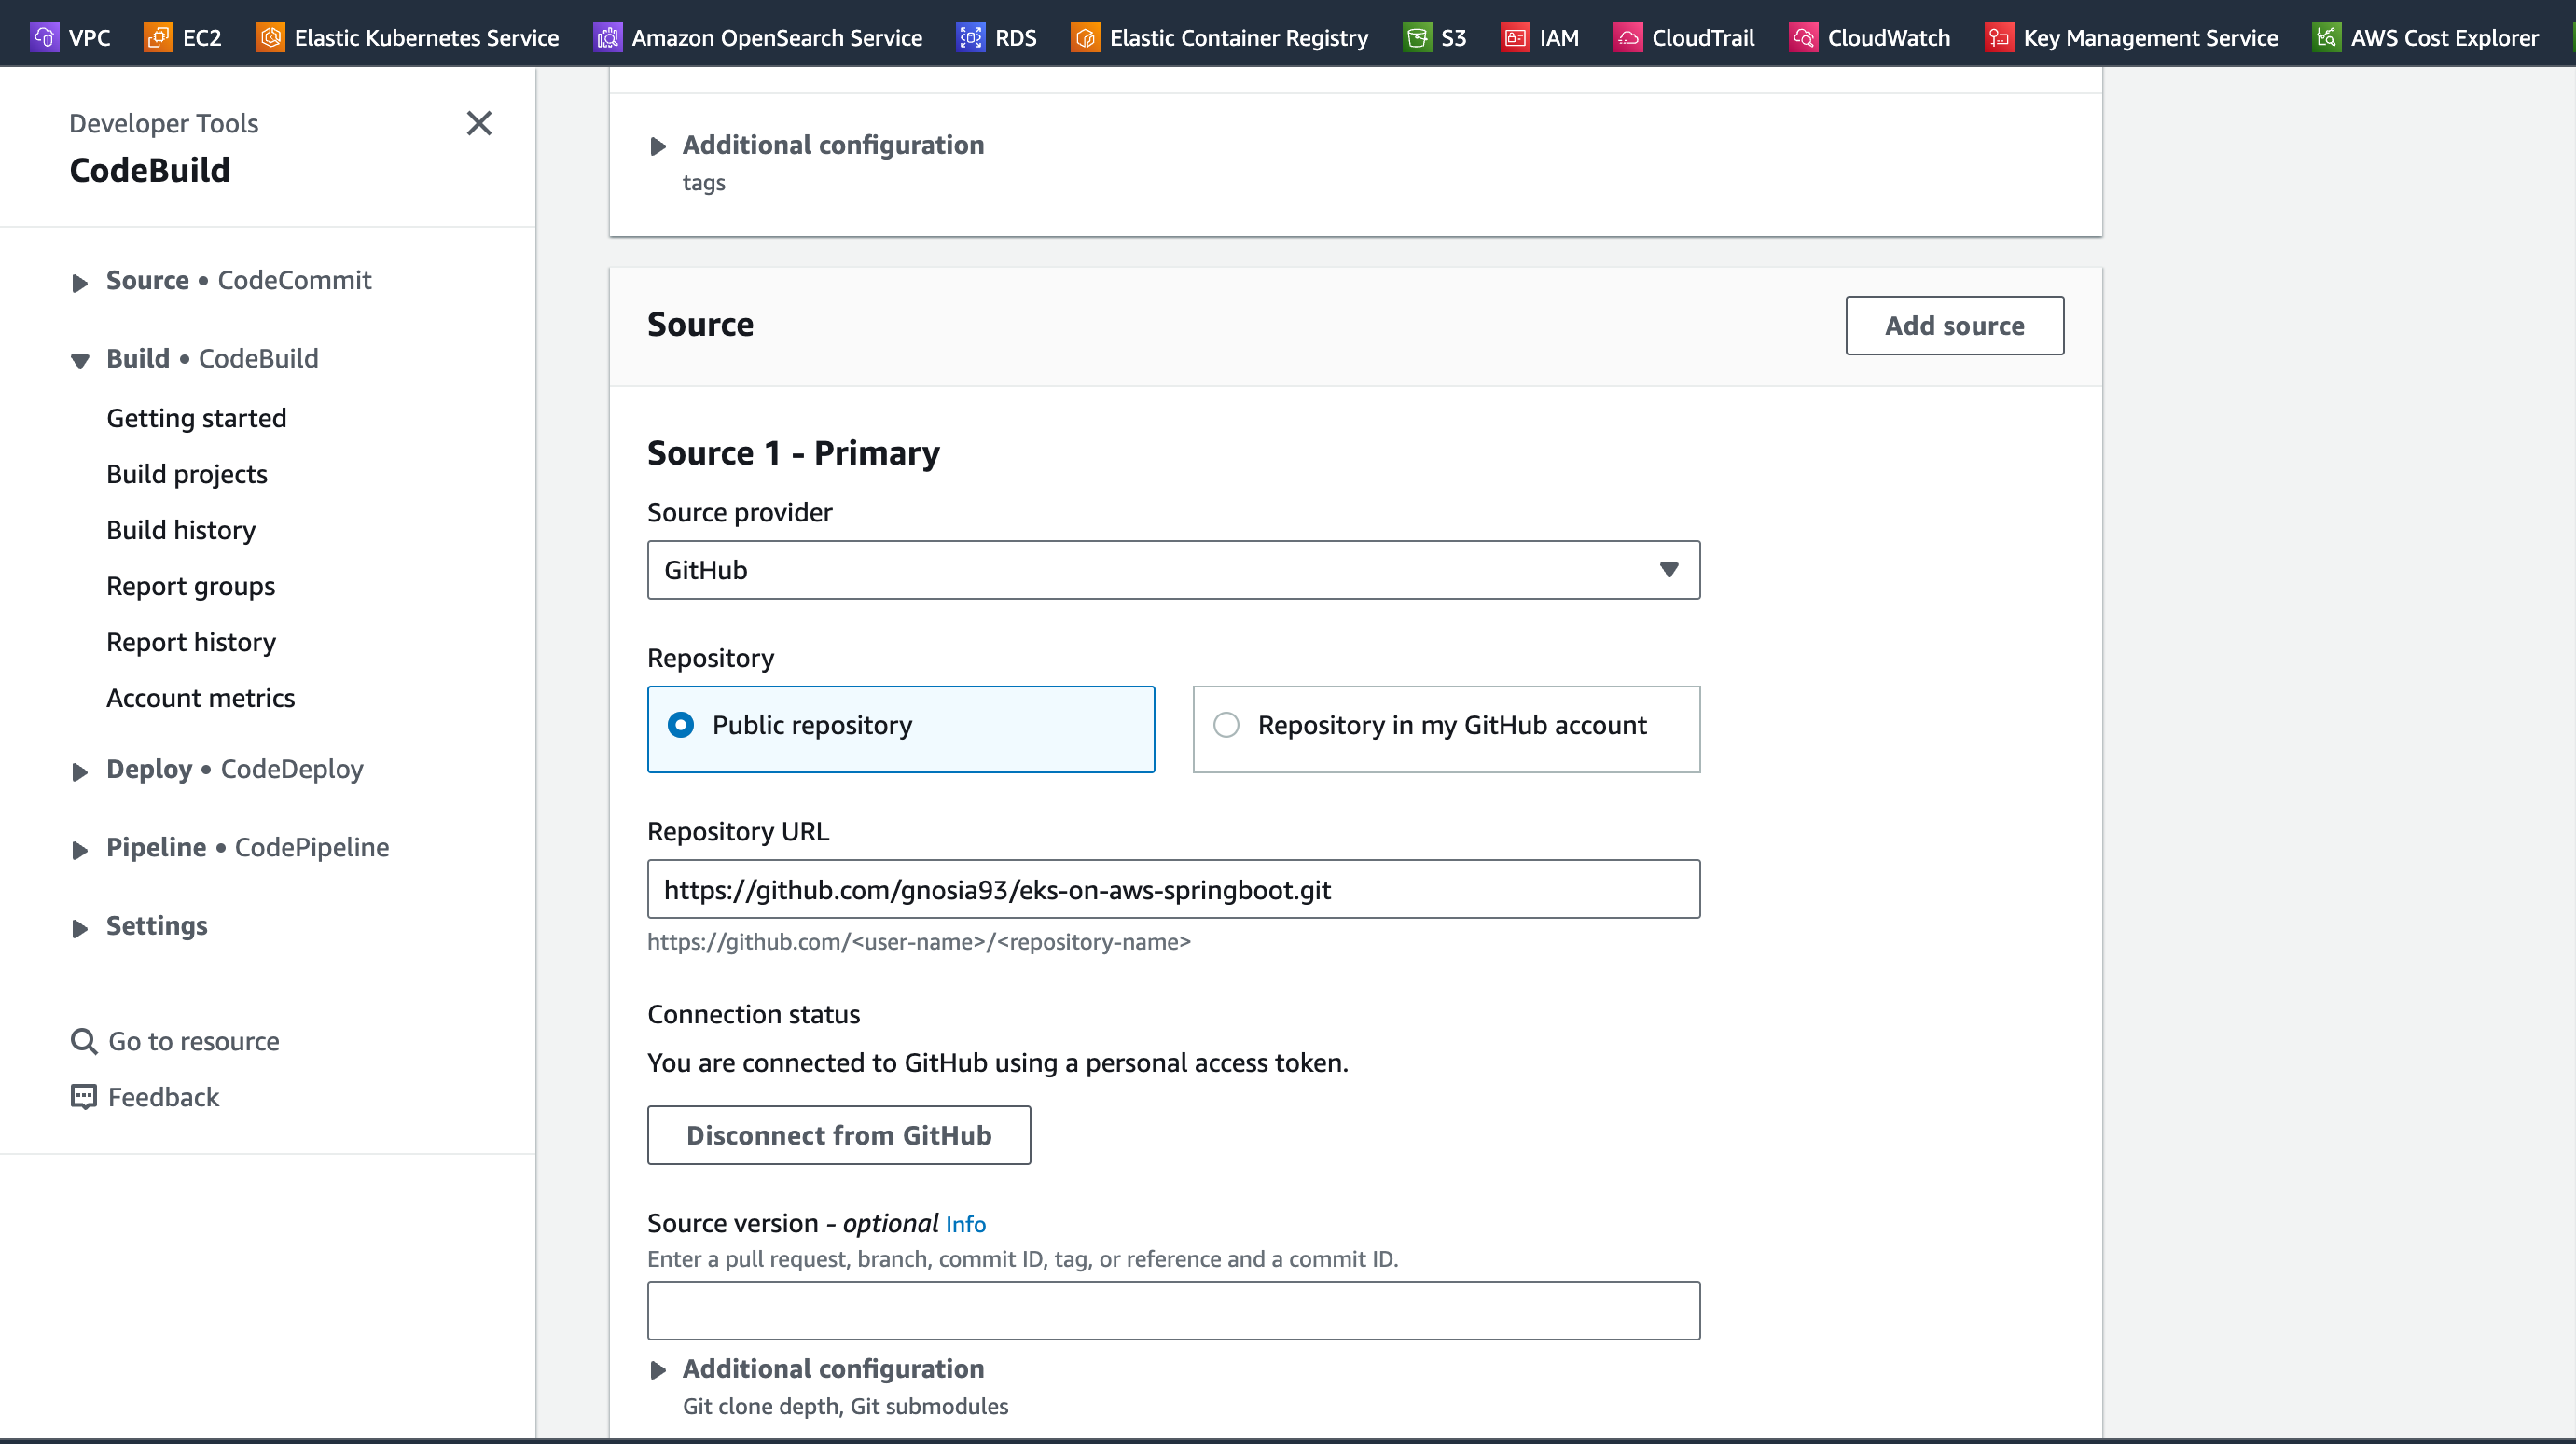 VPC EC2 Elastic Kubernetes Service Amazon OpenSearch Service RDS Elastic Container Registry S3 IAM CloudTrail CloudWatch Key Management Service AWS Cost Explorer
Developer Tools
CodeBuild
Source • CodeCommit
Build • CodeBuild
Getting started
Build projects
Build history
Report groups
Report history
Account metrics
Deploy • CodeDeploy
Pipeline • CodePipeline
Settings
Go to resource
Feedback
Additional configuration
tags
Source
Add source
Source 1 - Primary
Source provider
GitHub
Repository
Public repository
Repository in my GitHub account
Repository URL
https://github.com/gnosia93/eks-on-aws-springboot.git
https://github.com/<user-name>/<repository-name>
Connection status
You are connected to GitHub using a personal access token.
Disconnect from GitHub
Source version - optional Info
Enter a pull request, branch, commit ID, tag, or reference and a commit ID.
Additional configuration
Git clone depth, Git submodules